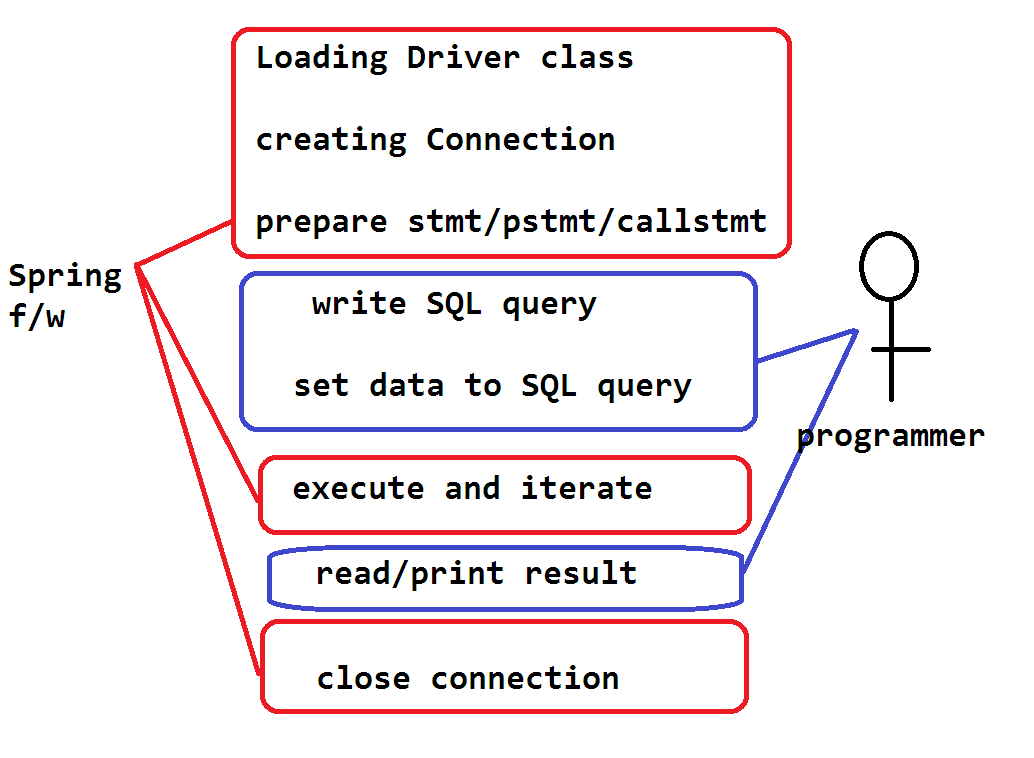 Loading Driver class
creating Connection
prepare stmt/pstmt/callstmt
Spring
f/w
write SQL query
set data to SQL query
programmer
execute and iterate
read/print result
close connection